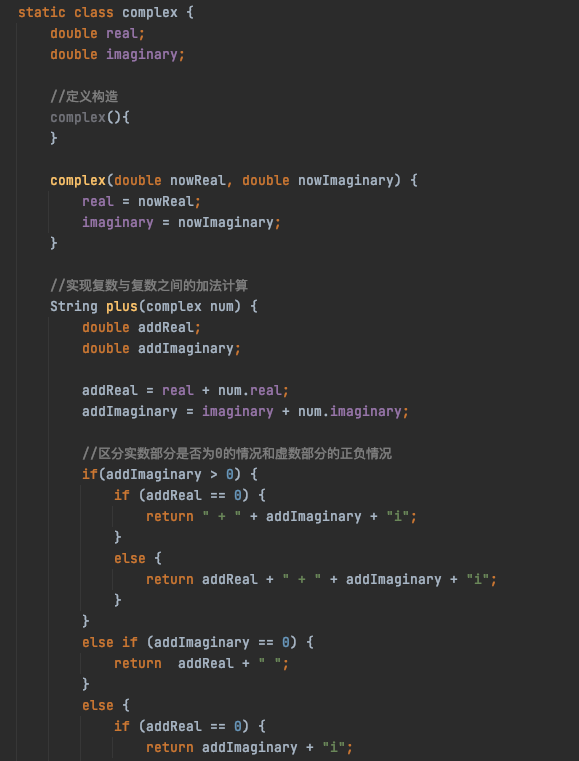 static class complex {
    double real;
    double imaginary;

    //定义构造
    complex(){
    }

    complex(double nowReal, double nowImaginary) {
        real = nowReal;
        imaginary = nowImaginary;
    }

    //实现复数与复数之间的加法计算
    String plus(complex num) {
        double addReal;
        double addImaginary;

        addReal = real + num.real;
        addImaginary = imaginary + num.imaginary;

        //区分实数部分是否为0的情况和虚数部分的正负情况
        if(addImaginary > 0) {
            if (addReal == 0) {
                return " + " + addImaginary + "i";
            }
            else {
                return addReal + " + " + addImaginary + "i";
            }
        }
        else if (addImaginary == 0) {
            return  addReal + " ";
        }
        else {
            if (addReal == 0) {
                return addImaginary + "i";